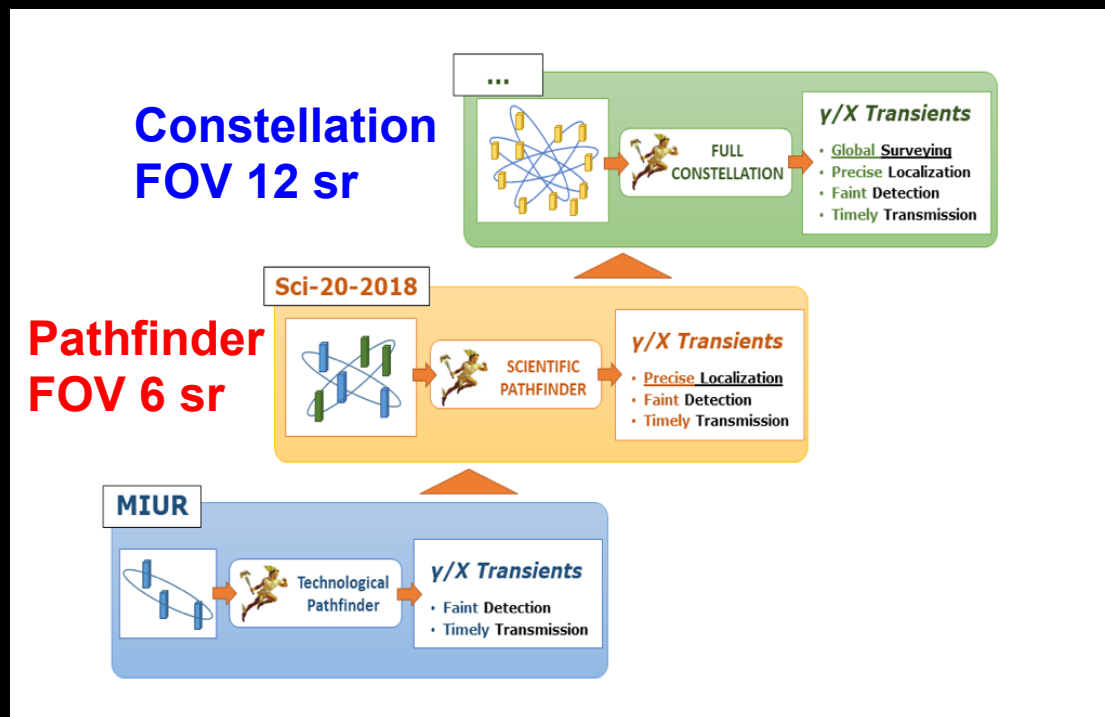 ...
Constellation
FOV 12 sr
FULL
CONSTELLATION
γ/X Transients
• Global Surveying
• Precise Localization
• Faint Detection
• Timely Transmission
Sci-20-2018
Pathfinder
FOV 6 sr
SCIENTIFIC
PATHFINDER
γ/X Transients
• Precise Localization
• Faint Detection
• Timely Transmission
MIUR
Technological
Pathfinder
γ/X Transients
• Faint Detection
• Timely Transmission